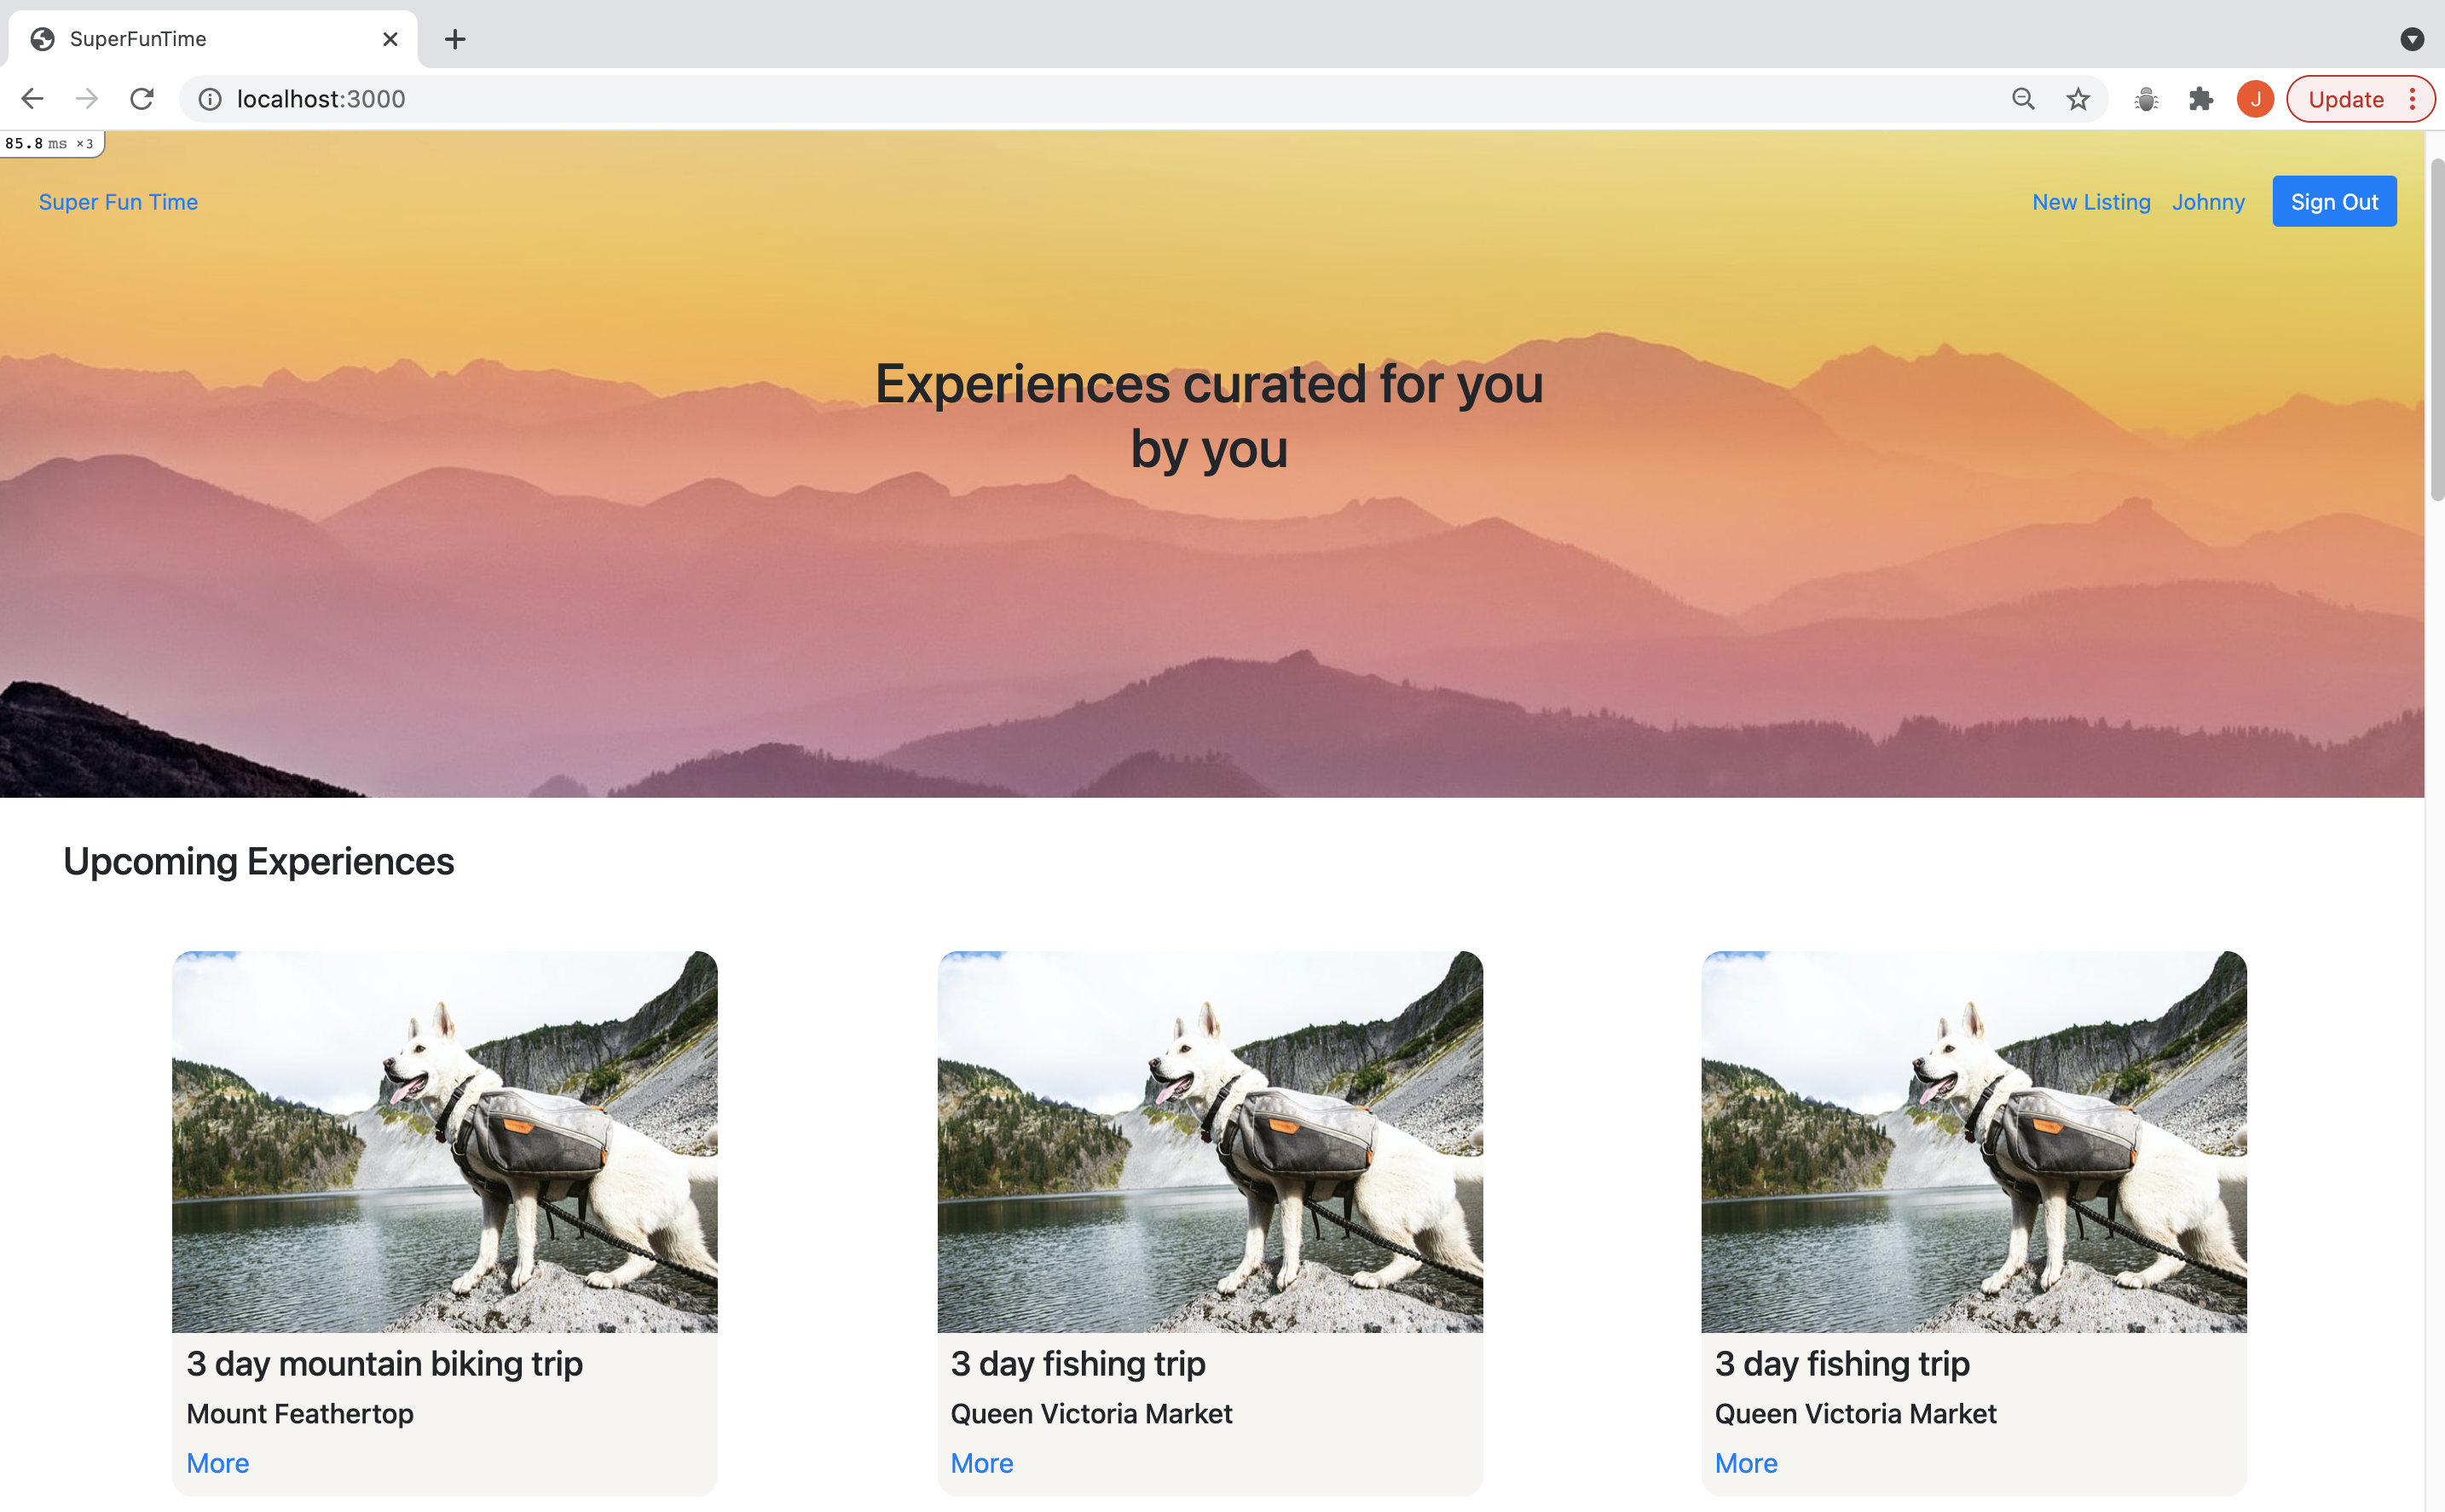 SuperFunTime
localhost:3000
J
Update
85.8 ms ×3
Super Fun Time
New Listing Johnny Sign Out
Experiences curated for you
by you
Upcoming Experiences
3 day mountain biking trip
Mount Feathertop
More
3 day fishing trip
Queen Victoria Market
More
3 day fishing trip
Queen Victoria Market
More